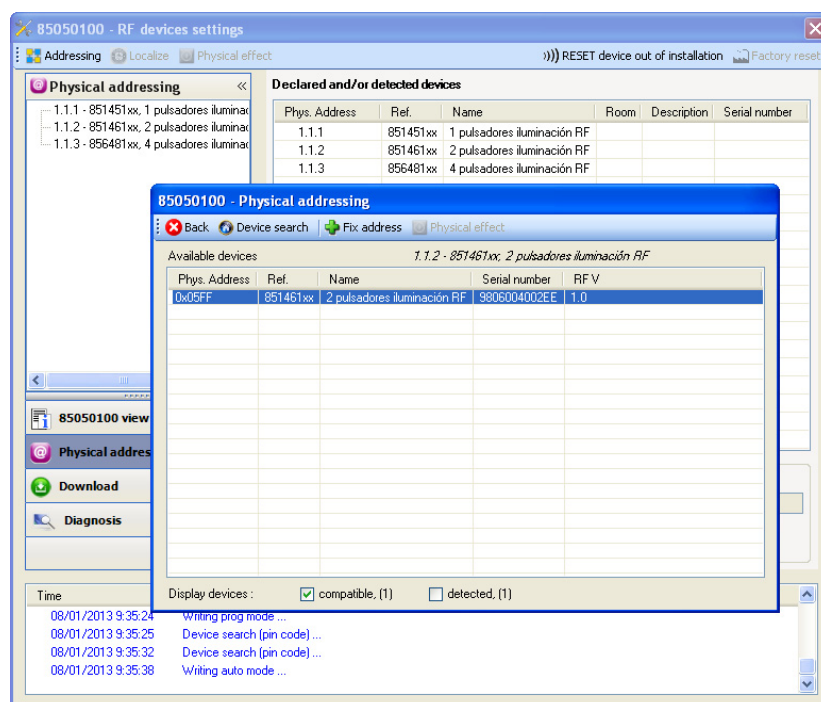 85050100 - RF devices settings
Addressing Localize Physical effect ))) RESET device out of installation Factory reset
Physical addressing «
1.1.1 - 851451xx, 1 pulsadores iluminac
1.1.2 - 851461xx, 2 pulsadores iluminac
1.1.3 - 856481xx, 4 pulsadores iluminac
Declared and/or detected devices
Phys. Address Ref. Name Room Description Serial number
1.1.1 851451xx 1 pulsadores iluminación RF
1.1.2 851461xx 2 pulsadores iluminación RF
1.1.3 856481xx 4 pulsadores iluminación RF
85050100 - Physical addressing
Back Device search Fix address Physical effect
Available devices 1.1.2 - 851461xx, 2 pulsadores iluminación RF
Phys. Address Ref. Name Serial number RF V
0x05FF 851461xx 2 pulsadores iluminación RF 9806004002EE 1.0
Display devices : compatible, (1) detected, (1)
85050100 view
Physical addres
Download
Diagnosis
Time
08/01/2013 9:35:24 Writing prog mode ...
08/01/2013 9:35:25 Device search (pin code) ...
08/01/2013 9:35:32 Device search (pin code) ...
08/01/2013 9:35:38 Writing auto mode ...